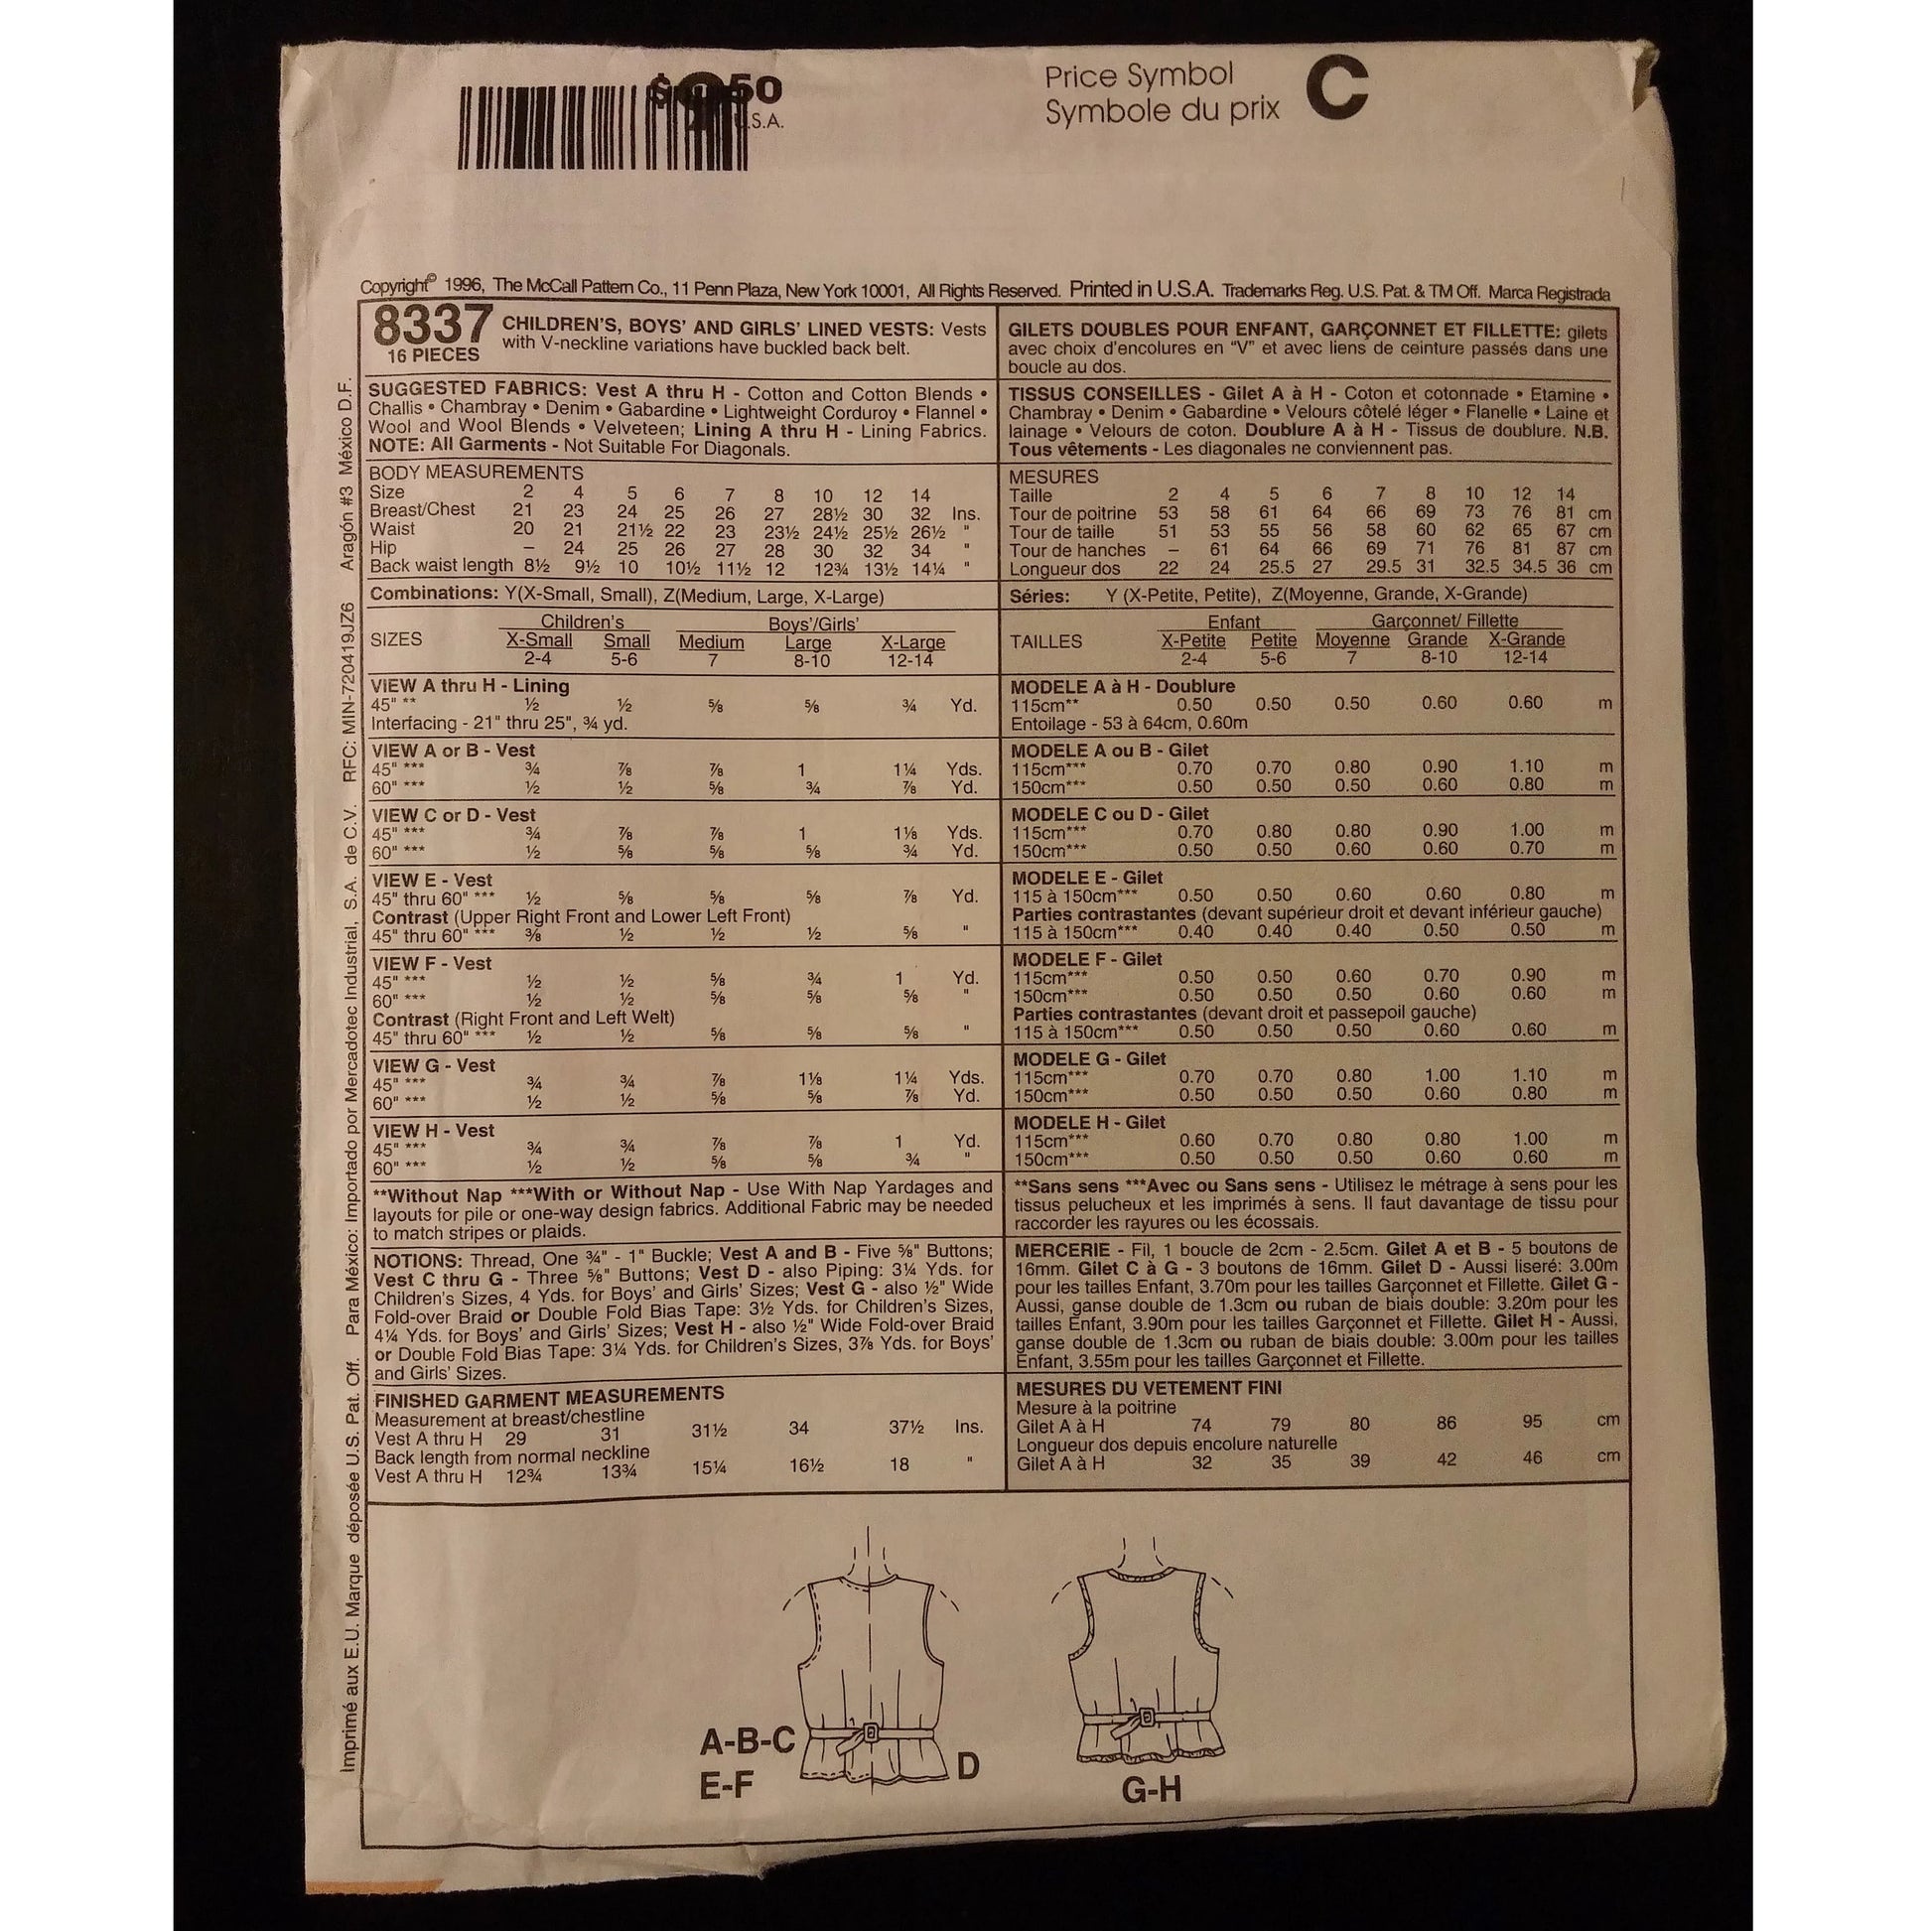 50
U.S.A.
Price Symbol
Symbole du prix C
Copyright© 1996, The McCall Pattern Co., 11 Penn Plaza, New York 10001, All Rights Reserved. Printed in U.S.A. Trademarks Reg. U.S. Pat. & TM Off. Marca Registrada
8337
16 PIECES
CHILDREN'S, BOYS' AND GIRLS' LINED VESTS: Vests
with V-neckline variations have buckled back belt.
SUGGESTED FABRICS: Vest A thru H - Cotton and Cotton Blends •
Challis • Chambray • Denim • Gabardine • Lightweight Corduroy • Flannel •
Wool and Wool Blends • Velveteen; Lining A thru H - Lining Fabrics.
NOTE: All Garments - Not Suitable For Diagonals.
BODY MEASUREMENTS
Size 2 4 5 6 7 8 10 12 14
Breast/Chest 21 23 24 25 26 27 28½ 30 32 Ins.
Waist 20 21 21½ 22 23 23½ 24½ 25½ 26½ "
Hip – 24 25 26 27 28 30 32 34 "
Back waist length 8½ 9½ 10 10½ 11½ 12 12¾ 13½ 14¼ "
Combinations: Y(X-Small, Small), Z(Medium, Large, X-Large)
Children's Boys'/Girls'
SIZES X-Small Small Medium Large X-Large
2-4 5-6 7 8-10 12-14
VIEW A thru H - Lining
45" ** ½ ½ ⅝ ⅝ ¾ Yd.
Interfacing - 21" thru 25", ¾ yd.
VIEW A or B - Vest
45" *** ¾ ⅞ ⅞ 1 1¼ Yds.
60" *** ½ ½ ⅝ ¾ ⅞ Yd.
VIEW C or D - Vest
45" *** ¾ ⅞ ⅞ 1 1⅛ Yds.
60" *** ½ ⅝ ⅝ ⅝ ¾ Yd.
VIEW E - Vest
45" thru 60" *** ½ ⅝ ⅝ ⅝ ⅞ Yd.
Contrast (Upper Right Front and Lower Left Front)
45" thru 60" *** ⅜ ½ ½ ½ ⅝ "
VIEW F - Vest
45" *** ½ ½ ⅝ ¾ 1 Yd.
60" *** ½ ½ ⅝ ⅝ ⅝ "
Contrast (Right Front and Left Welt)
45" thru 60" *** ½ ½ ⅝ ⅝ ⅝ "
VIEW G - Vest
45" *** ¾ ¾ ⅞ 1⅛ 1¼ Yds.
60" *** ½ ½ ⅝ ⅝ ⅞ Yd.
VIEW H - Vest
45" *** ¾ ¾ ⅞ ⅞ 1 Yd.
60" *** ½ ½ ⅝ ⅝ ¾ "
**Without Nap ***With or Without Nap - Use With Nap Yardages and
layouts for pile or one-way design fabrics. Additional Fabric may be needed
to match stripes or plaids.
NOTIONS: Thread, One ¾" - 1" Buckle; Vest A and B - Five ⅝" Buttons;
Vest C thru G - Three ⅝" Buttons; Vest D - also Piping: 3¼ Yds. for
Children's Sizes, 4 Yds. for Boys' and Girls' Sizes; Vest G - also ½" Wide
Fold-over Braid or Double Fold Bias Tape: 3½ Yds. for Children's Sizes,
4¼ Yds. for Boys' and Girls' Sizes; Vest H - also ½" Wide Fold-over Braid
or Double Fold Bias Tape: 3¼ Yds. for Children's Sizes, 3⅞ Yds. for Boys'
and Girls' Sizes.
FINISHED GARMENT MEASUREMENTS
Measurement at breast/chestline
Vest A thru H 29 31 31½ 34 37½ Ins.
Back length from normal neckline
Vest A thru H 12¾ 13¾ 15¼ 16½ 18 "
GILETS DOUBLES POUR ENFANT, GARÇONNET ET FILLETTE: gilets
avec choix d'encolures en "V" et avec liens de ceinture passés dans une
boucle au dos.
TISSUS CONSEILLES - Gilet A à H - Coton et cotonnade • Etamine •
Chambray • Denim • Gabardine • Velours côtelé léger • Flanelle • Laine et
lainage • Velours de coton. Doublure A à H - Tissus de doublure. N.B.
Tous vêtements - Les diagonales ne conviennent pas.
MESURES
Taille 2 4 5 6 7 8 10 12 14
Tour de poitrine 53 58 61 64 66 69 73 76 81 cm
Tour de taille 51 53 55 56 58 60 62 65 67 cm
Tour de hanches – 61 64 66 69 71 76 81 87 cm
Longueur dos 22 24 25.5 27 29.5 31 32.5 34.5 36 cm
Séries: Y (X-Petite, Petite), Z(Moyenne, Grande, X-Grande)
Enfant Garçonnet/ Fillette
TAILLES X-Petite Petite Moyenne Grande X-Grande
2-4 5-6 7 8-10 12-14
MODELE A à H - Doublure
115cm** 0.50 0.50 0.50 0.60 0.60 m
Entoilage - 53 à 64cm, 0.60m
MODELE A ou B - Gilet
115cm*** 0.70 0.70 0.80 0.90 1.10 m
150cm*** 0.50 0.50 0.50 0.60 0.80 m
MODELE C ou D - Gilet
115cm*** 0.70 0.80 0.80 0.90 1.00 m
150cm*** 0.50 0.50 0.60 0.60 0.70 m
MODELE E - Gilet
115 à 150cm*** 0.50 0.50 0.60 0.60 0.80 m
Parties contrastantes (devant supérieur droit et devant inférieur gauche)
115 à 150cm*** 0.40 0.40 0.40 0.50 0.50 m
MODELE F - Gilet
115cm*** 0.50 0.50 0.60 0.70 0.90 m
150cm*** 0.50 0.50 0.50 0.60 0.60 m
Parties contrastantes (devant droit et passepoil gauche)
115 à 150cm*** 0.50 0.50 0.50 0.60 0.60 m
MODELE G - Gilet
115cm*** 0.70 0.70 0.80 1.00 1.10 m
150cm*** 0.50 0.50 0.50 0.60 0.80 m
MODELE H - Gilet
115cm*** 0.60 0.70 0.80 0.80 1.00 m
150cm*** 0.50 0.50 0.50 0.60 0.60 m
**Sans sens ***Avec ou Sans sens - Utilisez le métrage à sens pour les
tissus pelucheux et les imprimés à sens. Il faut davantage de tissu pour
raccorder les rayures ou les écossais.
MERCERIE - Fil, 1 boucle de 2cm - 2.5cm. Gilet A et B - 5 boutons de
16mm. Gilet C à G - 3 boutons de 16mm. Gilet D - Aussi liseré: 3.00m
pour les tailles Enfant, 3.70m pour les tailles Garçonnet et Fillette. Gilet G -
Aussi, ganse double de 1.3cm ou ruban de biais double: 3.20m pour les
tailles Enfant, 3.90m pour les tailles Garçonnet et Fillette. Gilet H - Aussi,
ganse double de 1.3cm ou ruban de biais double: 3.00m pour les tailles
Enfant, 3.55m pour les tailles Garçonnet et Fillette.
MESURES DU VETEMENT FINI
Mesure à la poitrine
Gilet A à H 74 79 80 86 95 cm
Longueur dos depuis encolure naturelle
Gilet A à H 32 35 39 42 46 cm
A-B-C
E-F
D
G-H
Imprimé aux E.U. Marque déposée U.S. Pat. Off. Para México: Importado por Mercadotec Industrial, S.A. de C.V. RFC: MIN-720419JZ6 Aragón #3 México D.F.